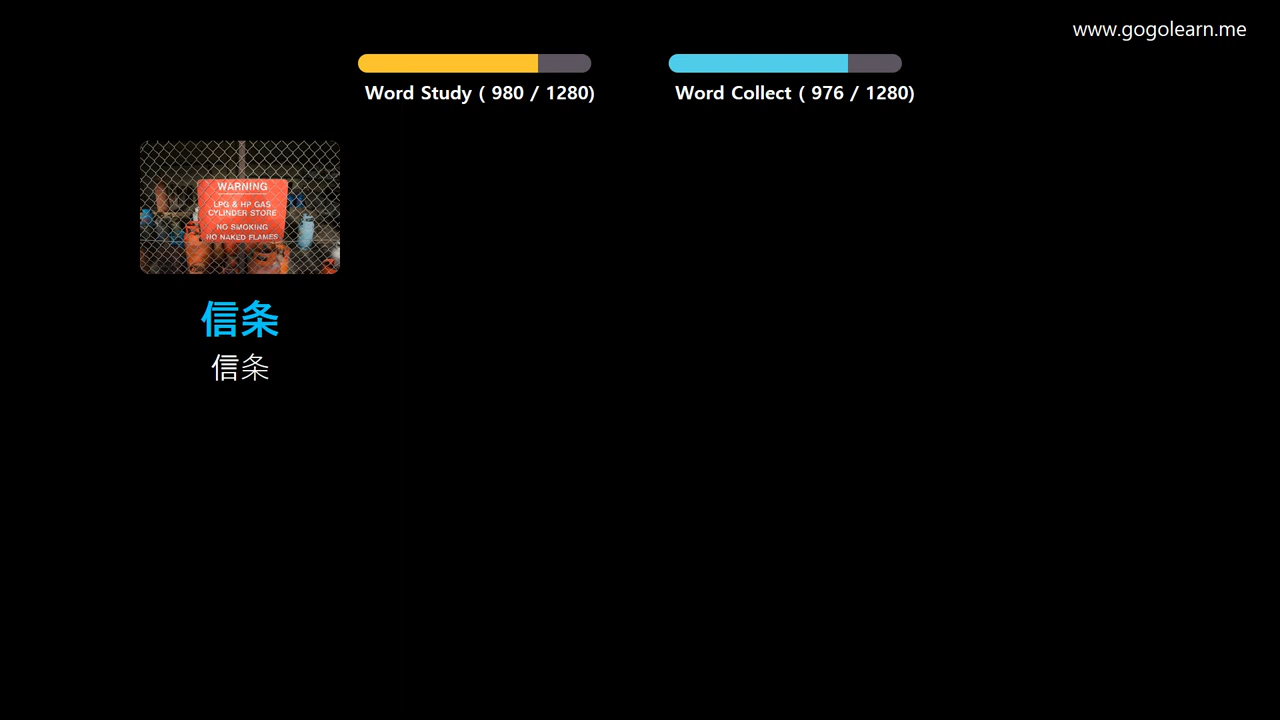 www.gogolearn.me
Word Study ( 980 / 1280)
Word Collect ( 976 / 1280)
WARNING
LPG & HP GAS
CYLINDER STORE
NO SMOKING
NO NAKED FLAMES
信条
信条